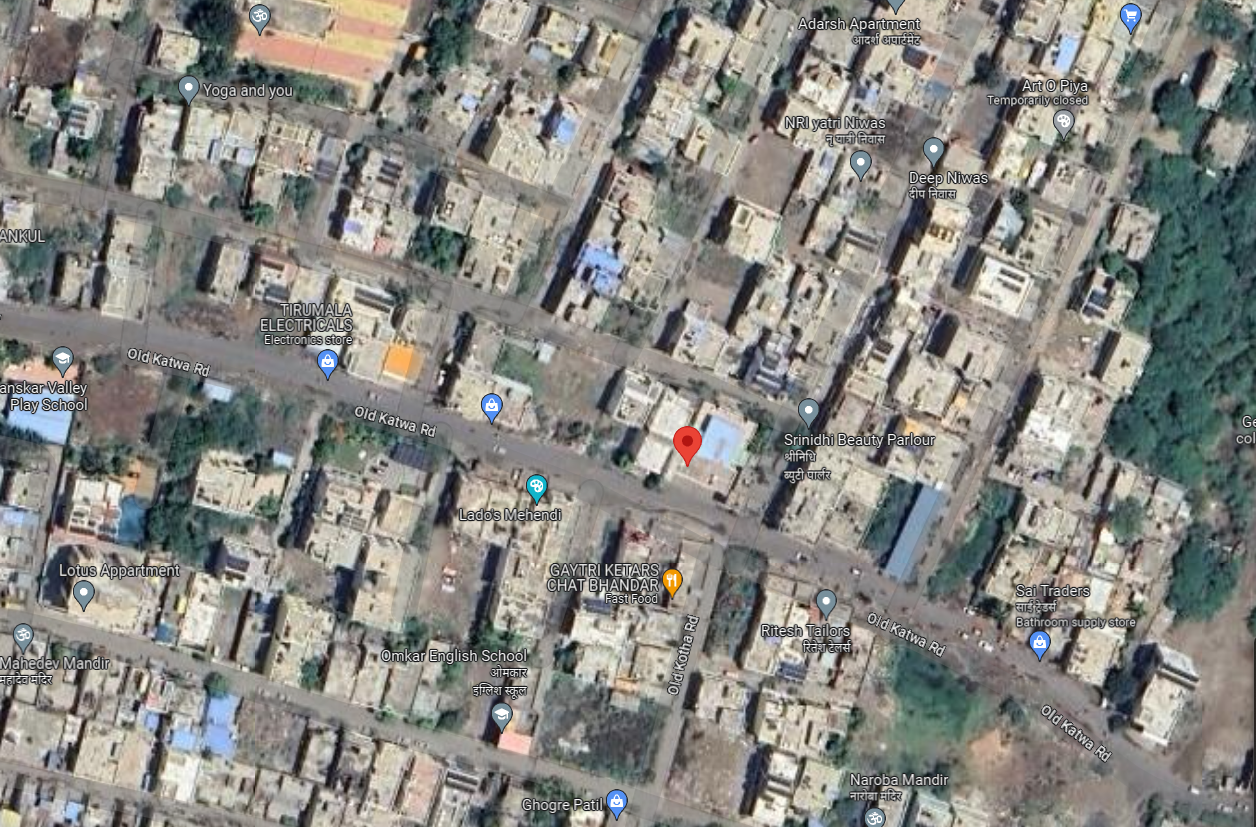 Adarsh Apartment
आदर्श अपार्टमेंट
Yoga and you
Art O Piya
Temporarily closed
NRI yatri Niwas
नृ यात्री निवास
Deep Niwas
दीप निवास
ANKUL
TIRUMALA
ELECTRICALS
Electronics store
Old Katwa Rd
anskar Valley
Play School
Old Katwa Rd
Srinidhi Beauty Parlour
श्रीनिधि
ब्युटी पार्लर
Ge
col
Lado's Mehendi
GAYTRI KETARS
CHAT BHANDAR
Fast Food
Lotus Appartment
Sai Traders
साई ट्रेडर्स
Bathroom supply store
Ritesh Tailors
रितेश टेलर्स
Old Katwa Rd
Old Kotha Rd
Mahedev Mandir
महादेव मंदिर
Omkar English School
ओमकार
इंग्लिश स्कूल
Old Katwa Rd
Naroba Mandir
नारोबा मंदिर
Ghogre Patil